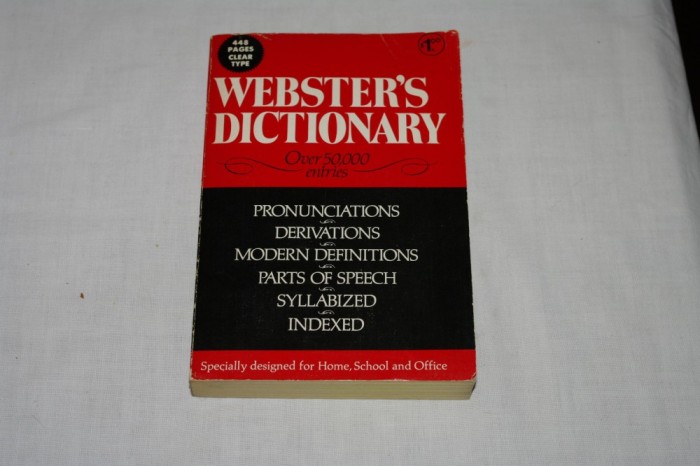 448
PAGES
CLEAR
TYPE
WEBSTER'S
DICTIONARY
Over 50,000
entries
PRONUNCIATIONS
DERIVATIONS
MODERN DEFINITIONS
PARTS OF SPEECH
SYLLABIZED
INDEXED
Specially designed for Home, School and Office